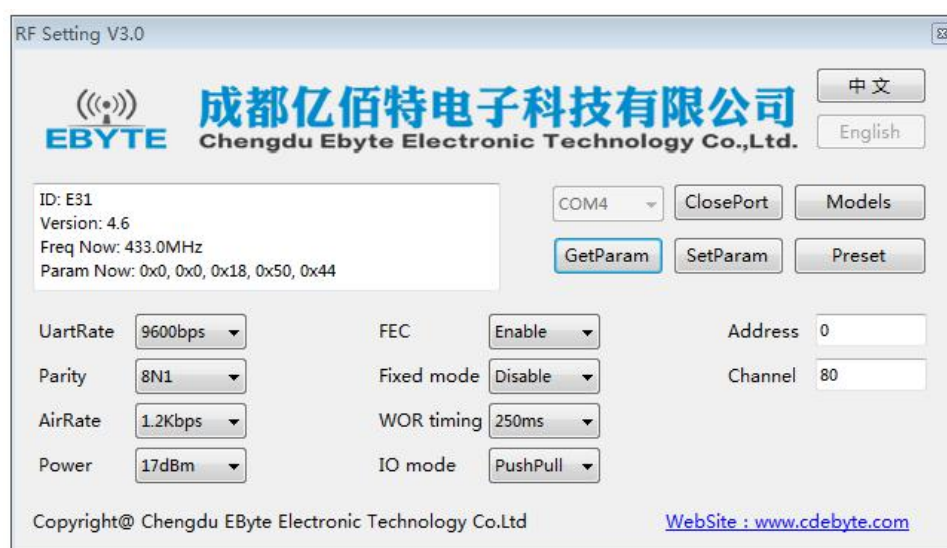 RF Setting V3.0
中文
成都亿佰特电子科技有限公司
EBYTE
Chengdu Ebyte Electronic Technology Co.,Ltd.
English
ID: E31
Version: 4.6
Freq Now: 433.0MHz
Param Now: 0x0, 0x0, 0x18, 0x50, 0x44
COM4 ClosePort Models
GetParam SetParam Preset
UartRate 9600bps FEC Enable Address 0
Parity 8N1 Fixed mode Disable Channel 80
AirRate 1.2Kbps WOR timing 250ms
Power 17dBm IO mode PushPull
Copyright@ Chengdu EByte Electronic Technology Co.Ltd WebSite : www.cdebyte.com